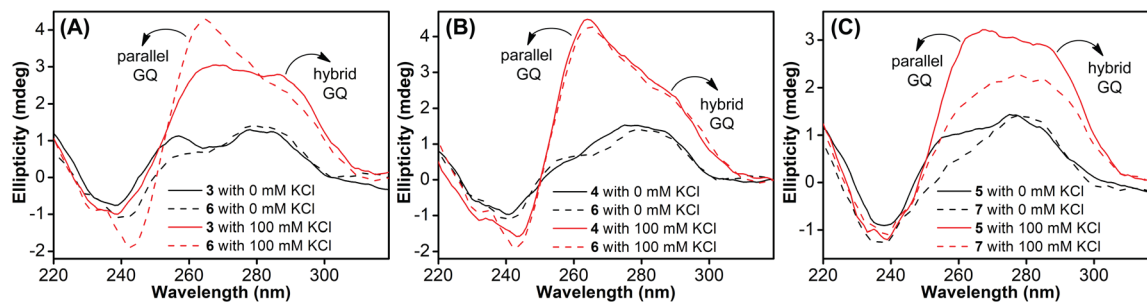 (A)
parallel
GQ
hybrid
GQ
3 with 0 mM KCl
6 with 0 mM KCl
3 with 100 mM KCl
6 with 100 mM KCl
Ellipticity (mdeg)
4
3
2
1
0
-1
-2
220 240 260 280 300
Wavelength (nm)
(B)
parallel
GQ
hybrid
GQ
4 with 0 mM KCl
6 with 0 mM KCl
4 with 100 mM KCl
6 with 100 mM KCl
Ellipticity (mdeg)
4
3
2
1
0
-1
-2
220 240 260 280 300
Wavelength (nm)
(C)
parallel
GQ
hybrid
GQ
5 with 0 mM KCl
7 with 0 mM KCl
5 with 100 mM KCl
7 with 100 mM KCl
Ellipticity (mdeg)
3
2
1
0
-1
220 240 260 280 300
Wavelength (nm)